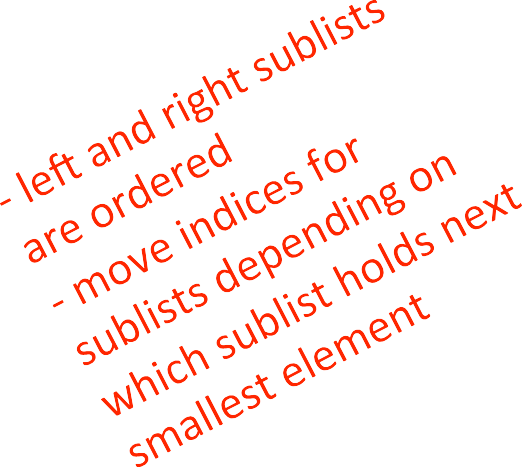 - left and right sublists
are ordered
- move indices for
sublists depending on
which sublist holds next
smallest element